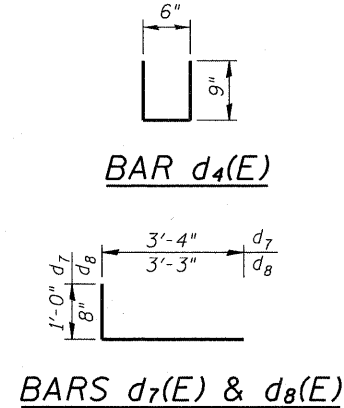 6"
9"
BAR d4(E)
3'-4" d7
3'-3" d8
1'-0" d7
8" d8
BARS d7(E) & d8(E)